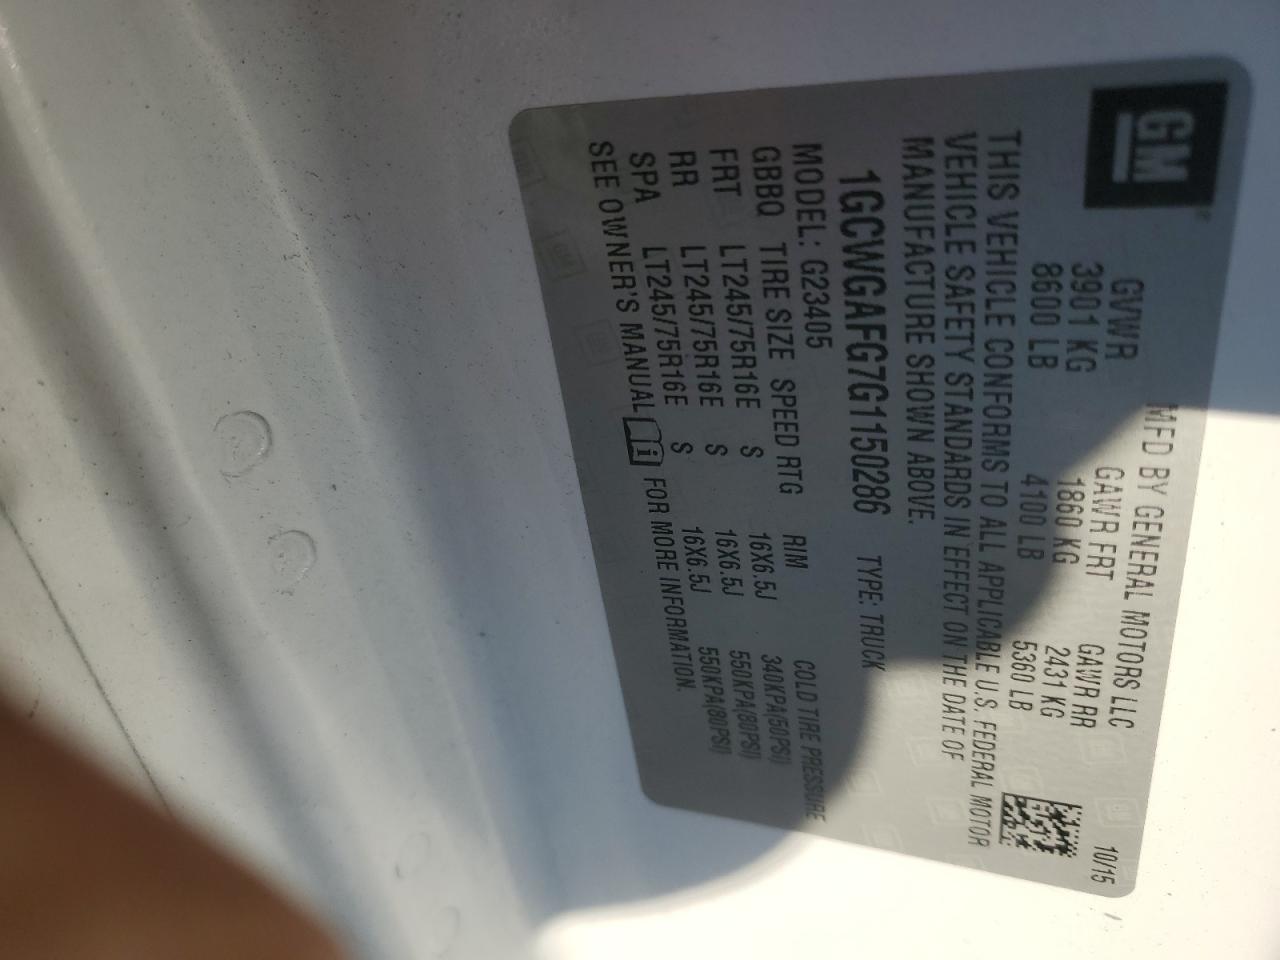 GM
MFD BY GENERAL MOTORS LLC 10/15
GVWR GAWR FRT GAWR RR
3901 KG 1860 KG 2431 KG
8600 LB 4100 LB 5360 LB
THIS VEHICLE CONFORMS TO ALL APPLICABLE U.S. FEDERAL MOTOR
VEHICLE SAFETY STANDARDS IN EFFECT ON THE DATE OF
MANUFACTURE SHOWN ABOVE.
1GCWGAFG7G1150286 TYPE: TRUCK
MODEL: G23405
GBBQ TIRE SIZE SPEED RTG RIM COLD TIRE PRESSURE
FRT LT245/75R16E S 16X6.5J 340KPA(50PSI)
RR LT245/75R16E S 16X6.5J 550KPA(80PSI)
SPA LT245/75R16E S 16X6.5J 550KPA(80PSI)
SEE OWNER'S MANUAL i FOR MORE INFORMATION.